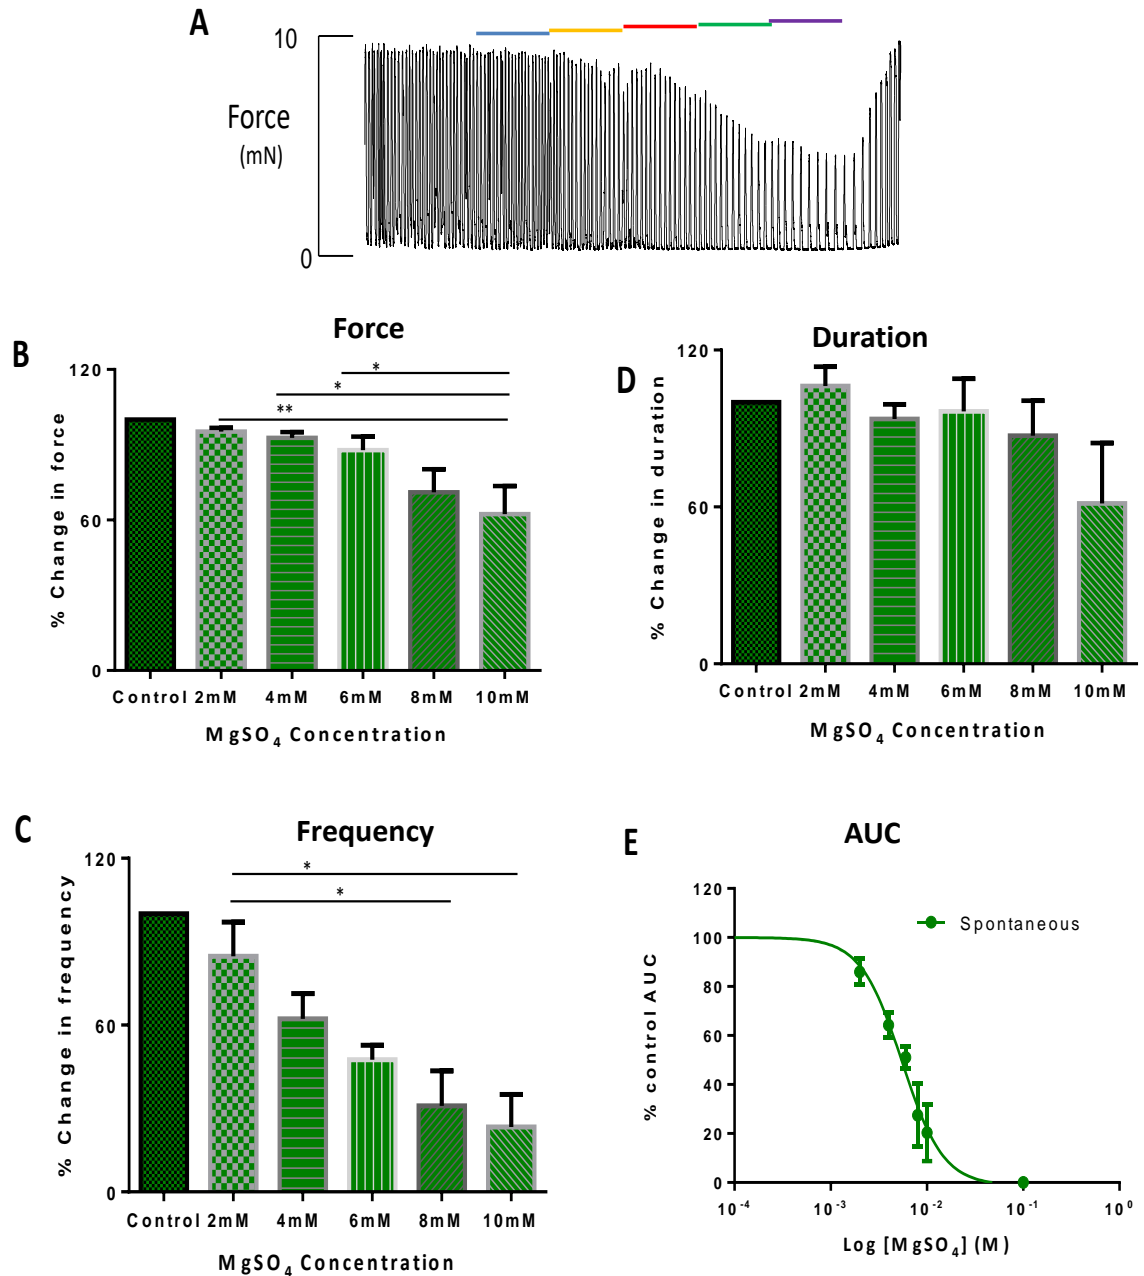 A
10
Force
(mN)
0
B
Force
120
60
0
% Change in force
*
*
**
Control 2mM 4mM 6mM 8mM 10mM
MgSO4 Concentration
D
Duration
120
60
0
% Change in duration
Control 2mM 4mM 6mM 8mM 10mM
MgSO4 Concentration
C
Frequency
120
60
0
% Change in frequency
*
*
Control 2mM 4mM 6mM 8mM 10mM
MgSO4 Concentration
E
AUC
120
100
80
60
40
20
0
% control AUC
Spontaneous
10-4 10-3 10-2 10-1 100
Log [MgSO4] (M)